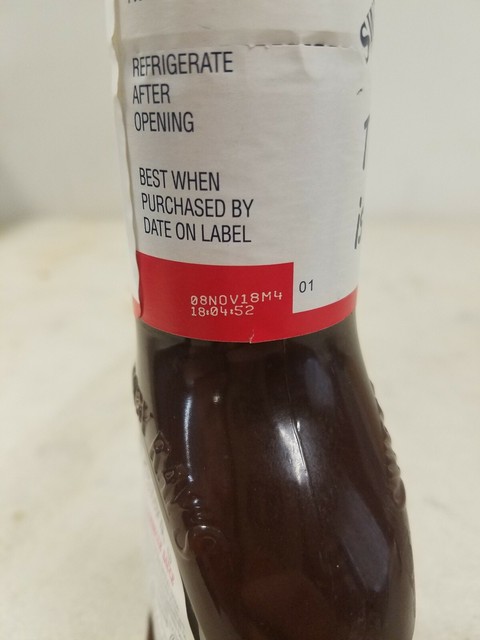 REFRIGERATE
AFTER
OPENING
BEST WHEN
PURCHASED BY
DATE ON LABEL
08NOV18M4
18:04:52
01